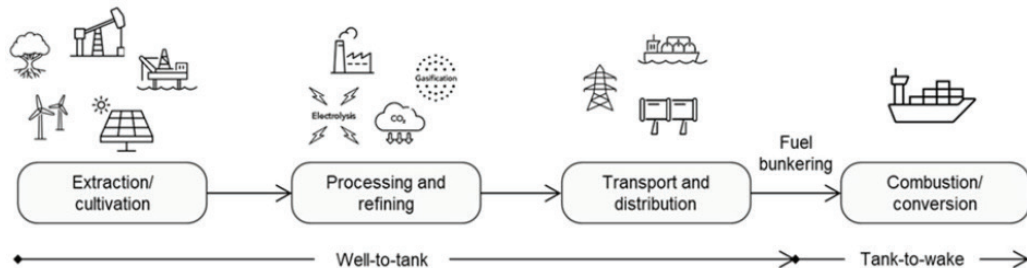 Gasification
Electrolysis
CO₂
Fuel
bunkering
Extraction/
cultivation
Processing and
refining
Transport and
distribution
Combustion/
conversion
Well-to-tank
Tank-to-wake